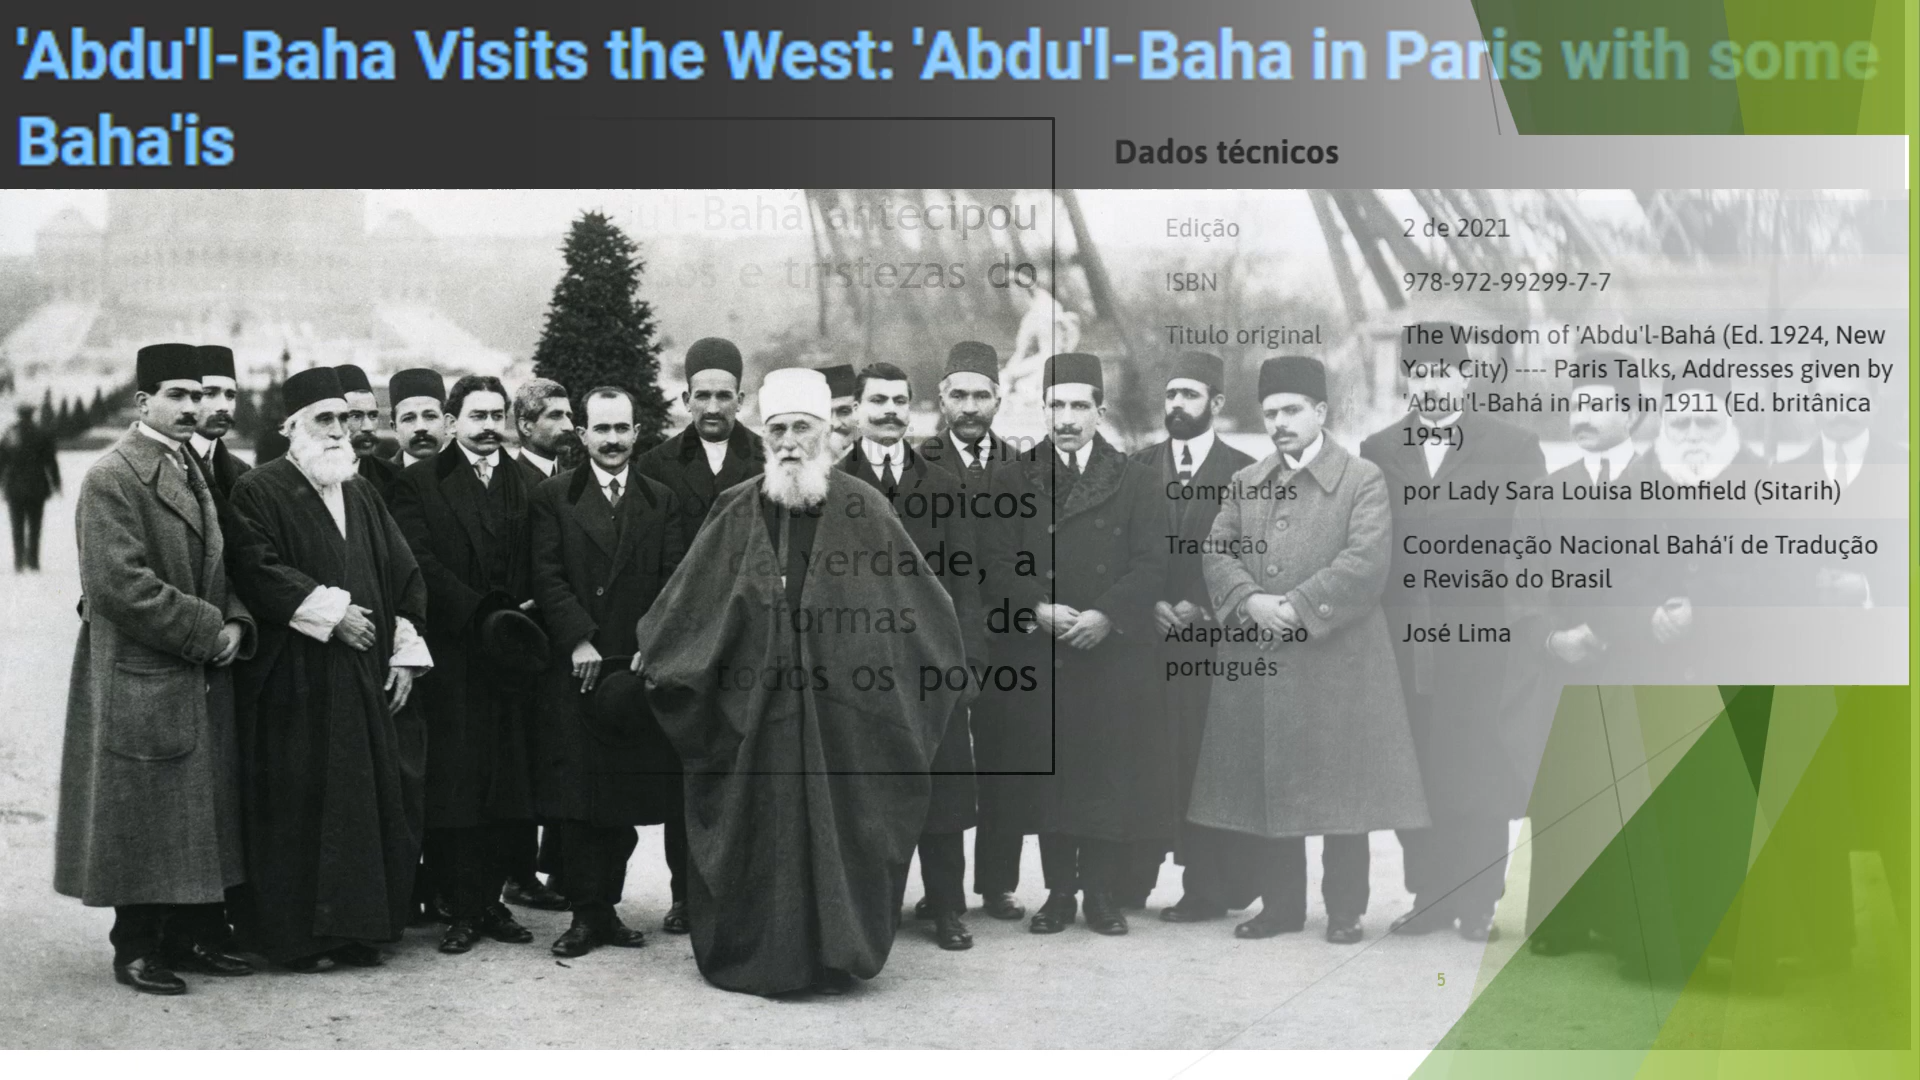 'Abdu'l-Baha Visits the West: 'Abdu'l-Baha in Paris with some
Baha'is
antecipou
e tristezas do
em
a tópicos
da verdade, a
formas de
todos os povos
Dados técnicos
Edição 2 de 2021
ISBN 978-972-99299-7-7
Titulo original The Wisdom of 'Abdu'l-Bahá (Ed. 1924, New
York City) ---- Paris Talks, Addresses given by
'Abdu'l-Bahá in Paris in 1911 (Ed. britânica
1951)
Compiladas por Lady Sara Louisa Blomfield (Sitarih)
Tradução Coordenação Nacional Bahá'í de Tradução
e Revisão do Brasil
Adaptado ao José Lima
português
5